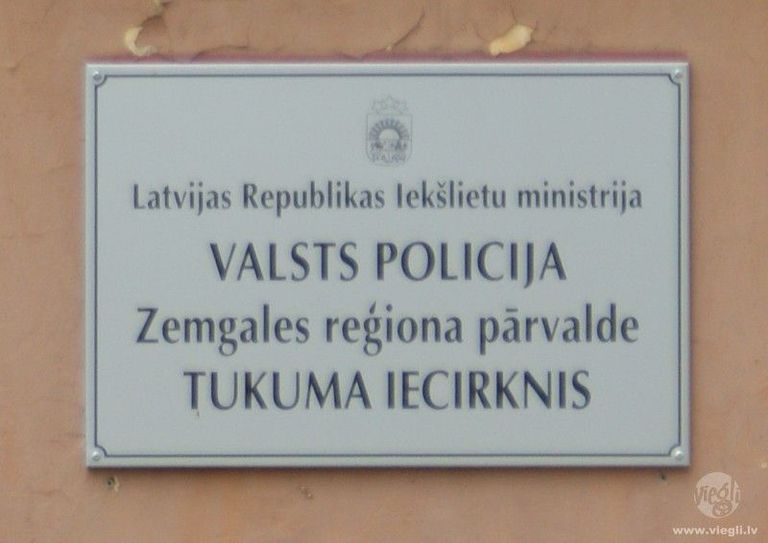 Latvijas Republikas Iekšlietu ministrija
VALSTS POLICIJA
Zemgales reģiona pārvalde
TUKUMA IECIRKNIS
viegli
www.viegli.lv